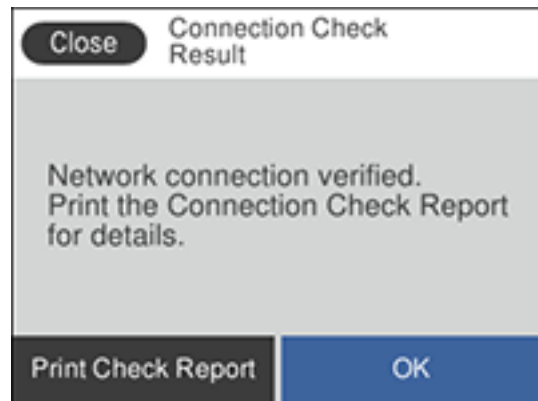 Close
Connection Check
Result
Network connection verified.
Print the Connection Check Report
for details.
Print Check Report
OK